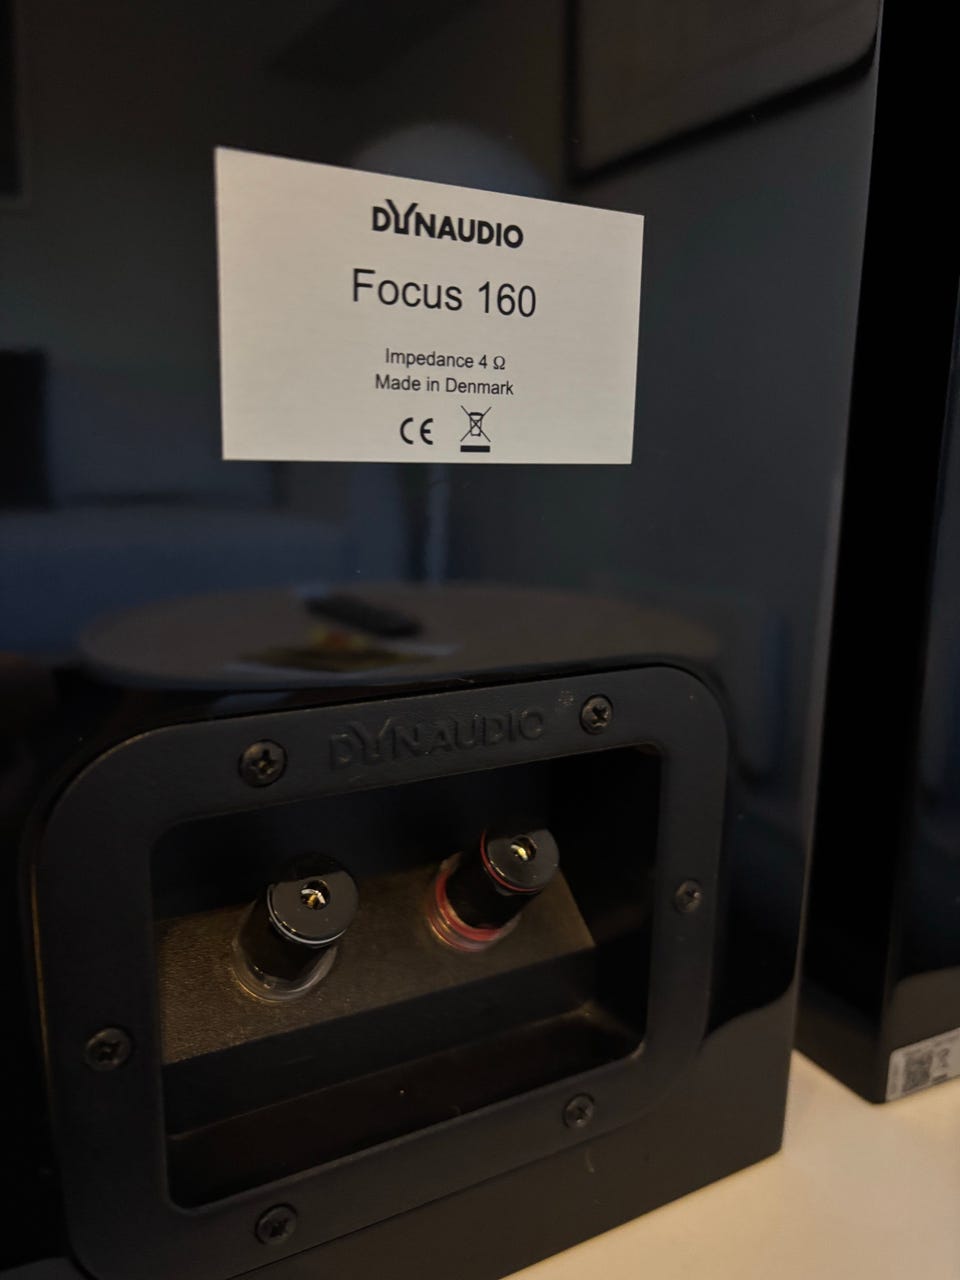 DYNAUDIO
Focus 160
Impedance 4 Ω
Made in Denmark
CE
DYNAUDIO